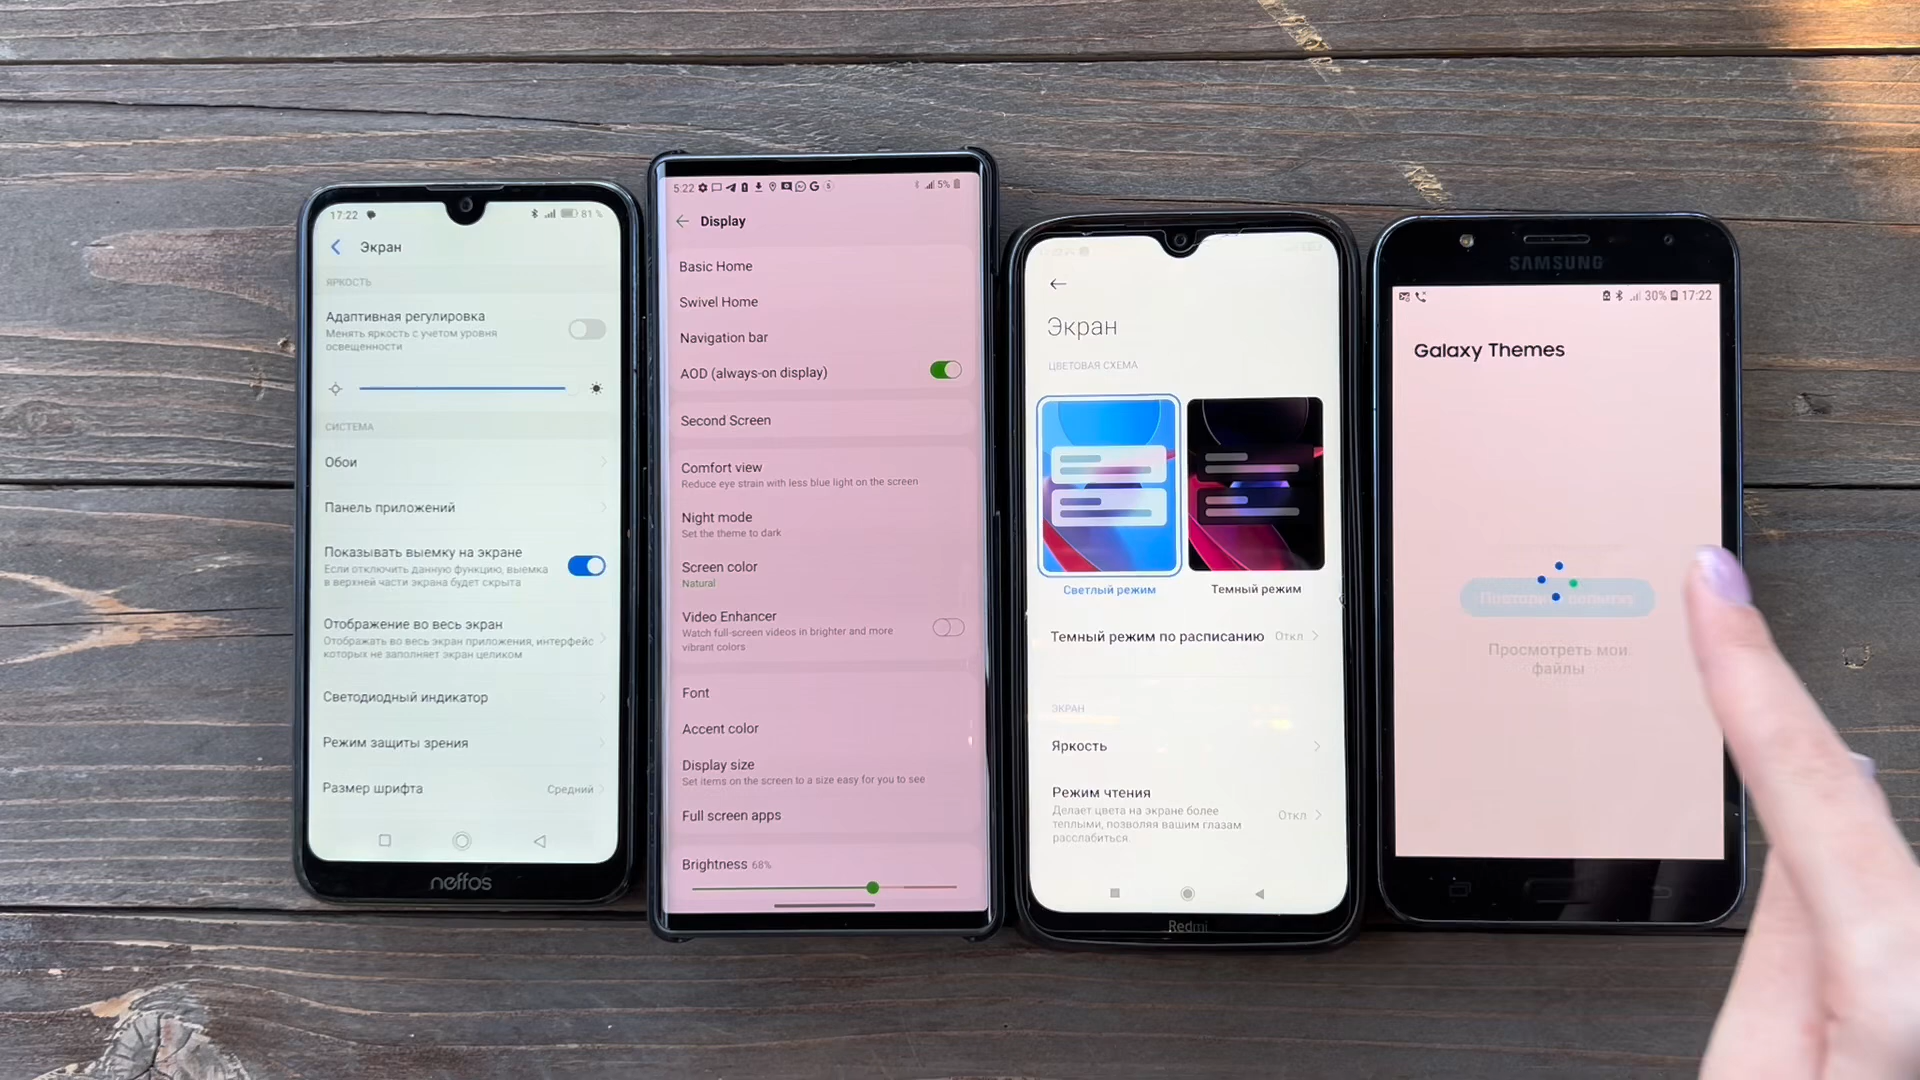 17:22
81 %
Экран
ЯРКОСТЬ
Адаптивная регулировка
Менять яркость с учетом уровня
освещенности
СИСТЕМА
Обои
Панель приложений
Показывать выемку на экране
Если отключить данную функцию, выемка
в верхней части экрана будет скрыта
Отображение во весь экран
Отображать во весь экран приложения, интерфейс
которых не заполняет экран целиком
Светодиодный индикатор
Режим защиты зрения
Размер шрифта
Средний
neffos
5:22
5%
Display
Basic Home
Swivel Home
Navigation bar
AOD (always-on display)
Second Screen
Comfort view
Reduce eye strain with less blue light on the screen
Night mode
Set the theme to dark
Screen color
Natural
Video Enhancer
Watch full-screen videos in brighter and more
vibrant colors
Font
Accent color
Display size
Set items on the screen to a size easy for you to see
Full screen apps
Brightness 68%
Экран
ЦВЕТОВАЯ СХЕМА
Светлый режим
Темный режим
Темный режим по расписанию Откл
ЭКРАН
Яркость
Режим чтения
Делает цвета на экране более
теплыми, позволяя вашим глазам
расслабиться.
Откл
Redmi
SAMSUNG
30% 17:22
Galaxy Themes
Просмотреть мои
файлы